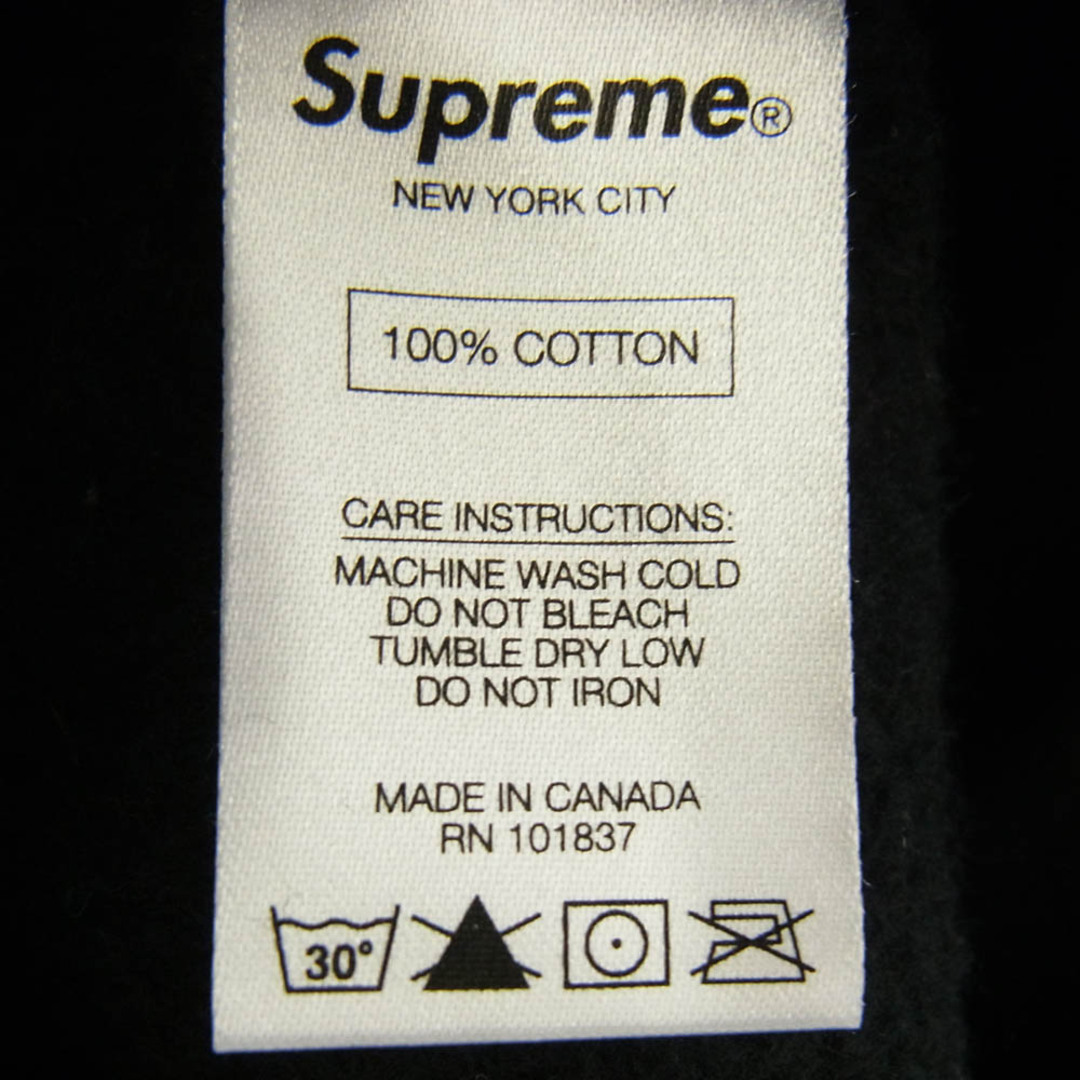 Supreme®
NEW YORK CITY
100% COTTON
CARE INSTRUCTIONS:
MACHINE WASH COLD
DO NOT BLEACH
TUMBLE DRY LOW
DO NOT IRON
MADE IN CANADA
RN 101837
30°